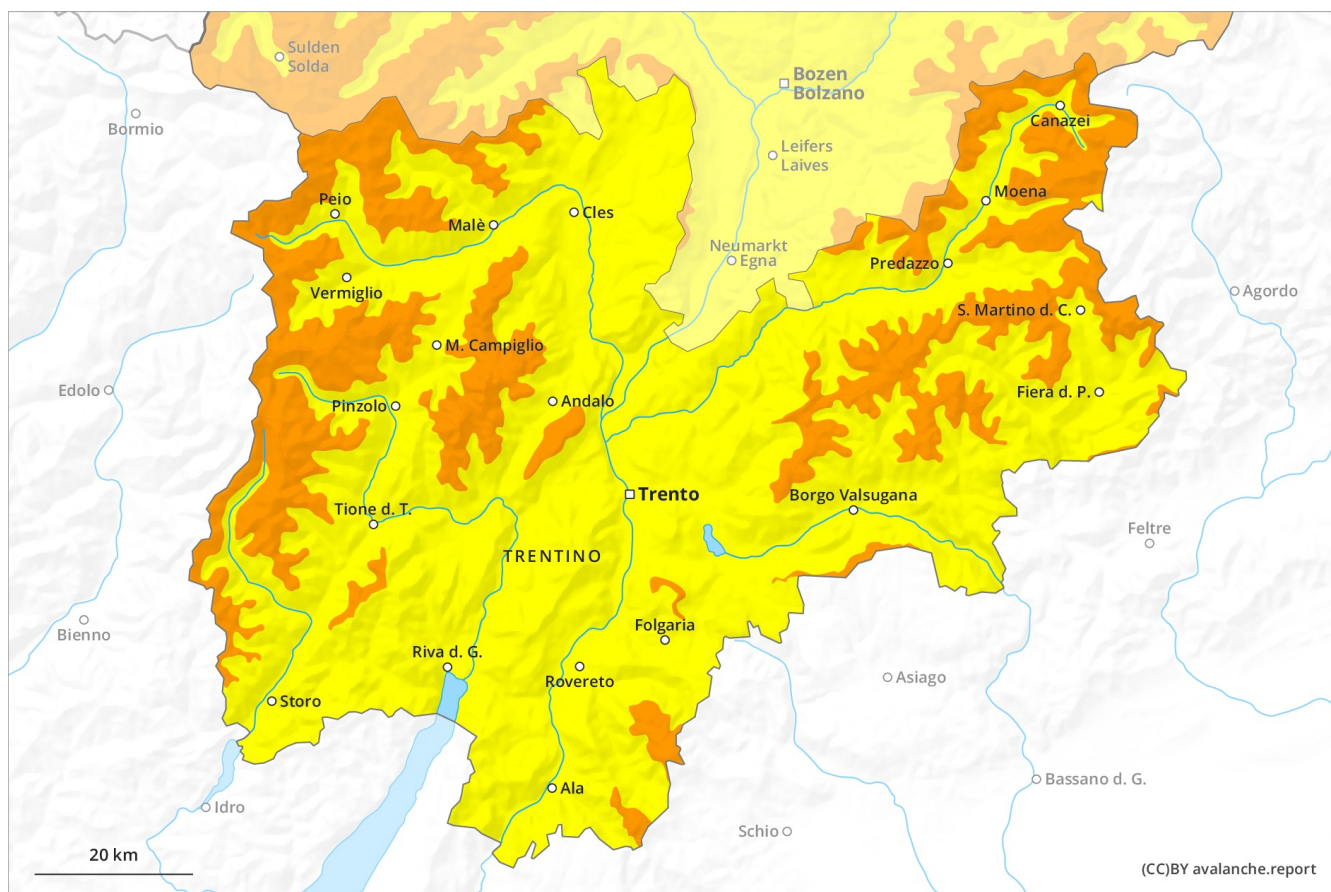 Sulden
Solda
Bozen
Bolzano
Bormio
Canazei
Leifers
Laives
Moena
Peio
Malè
Cles
Neumarkt
Egna
Predazzo
Vermiglio
Agordo
S. Martino d. C.
M. Campiglio
Edolo
Pinzolo
Andalo
Fiera d. P.
Trento
Borgo Valsugana
Tione d. T.
Feltre
TRENTINO
Bienno
Folgaria
Riva d. G.
Rovereto
Asiago
Storo
Bassano d. G.
Ala
Idro
Schio
20 km
(CC)BY avalanche.report